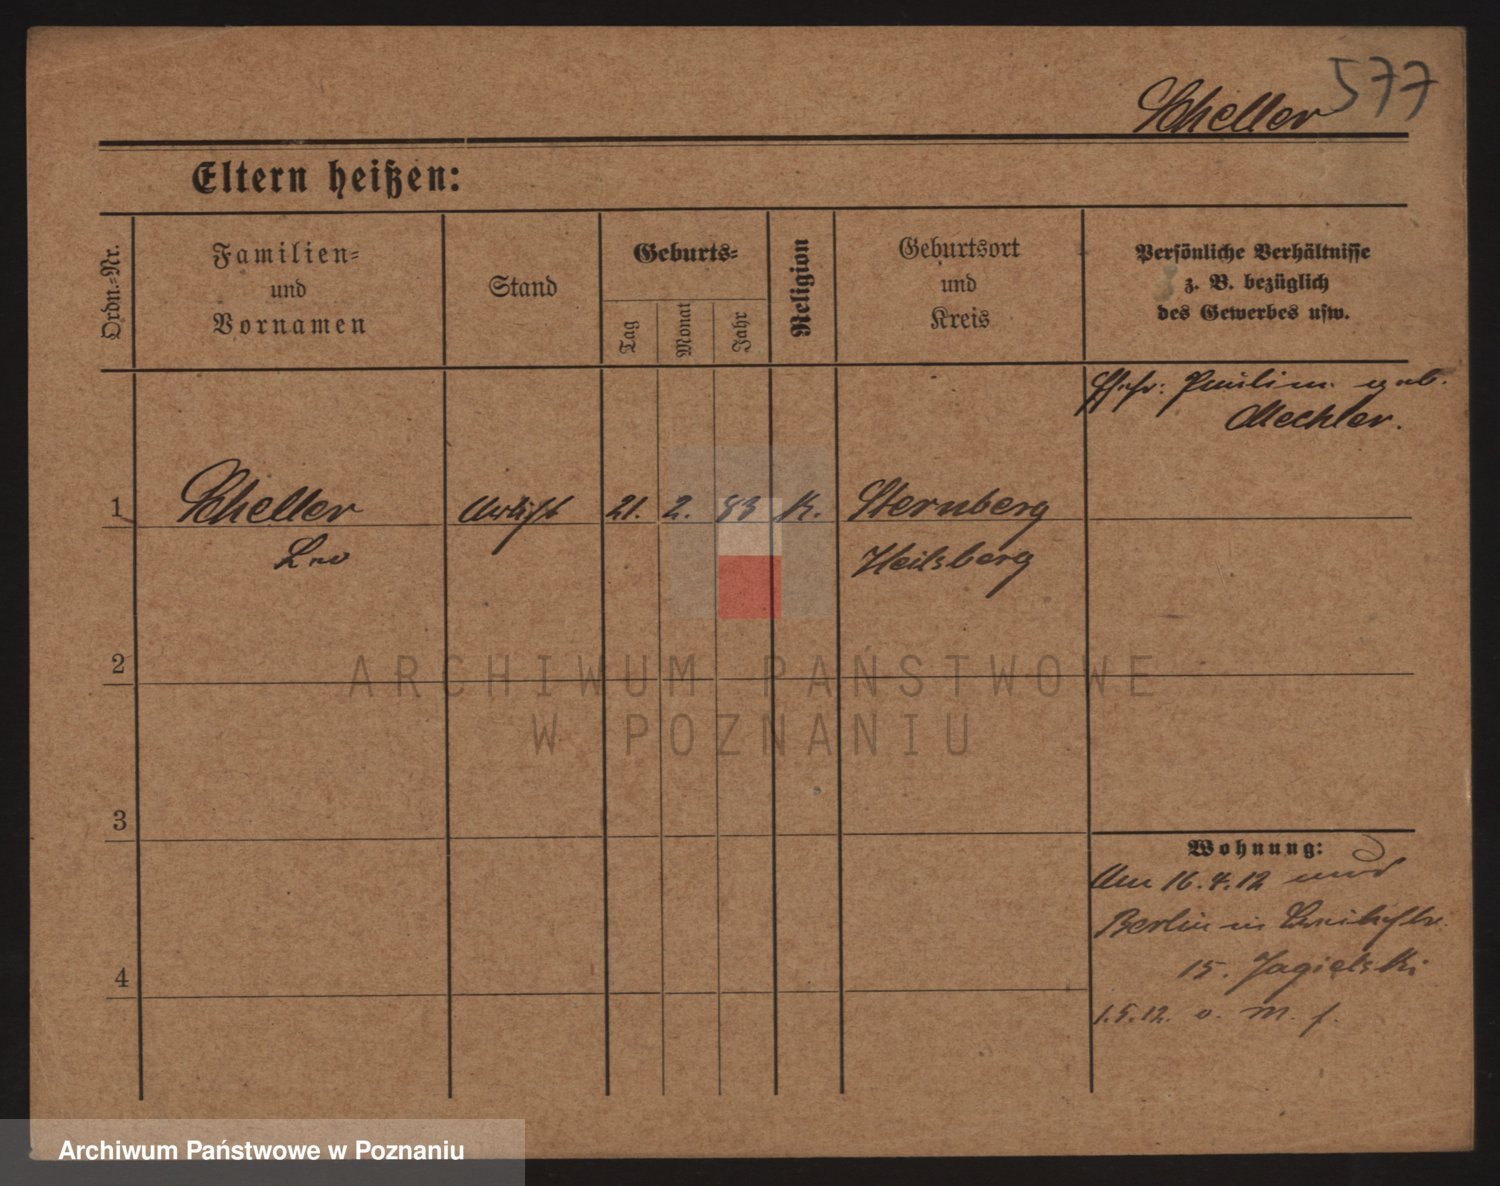 Scheller 577
Eltern heißen:
Ordn.-Nr.
Familien-
und
Vornamen
Stand
Geburts-
Tag
Monat
Jahr
Religion
Geburtsort
und
Kreis
Persönliche Verhältnisse
z. B. bezüglich
des Gewerbes usw.
geb.
Mechler.
1
Scheller
21. 2. 83 K. Sternberg
Leo
Heilsberg
2
ARCHIWUM PAŃSTWOWE
W POZNANIU
3
Wohnung:
Am 16.4.12
Berlin
15. Jagielski
1.5.12. v. M. f.
4
Archiwum Państwowe w Poznaniu